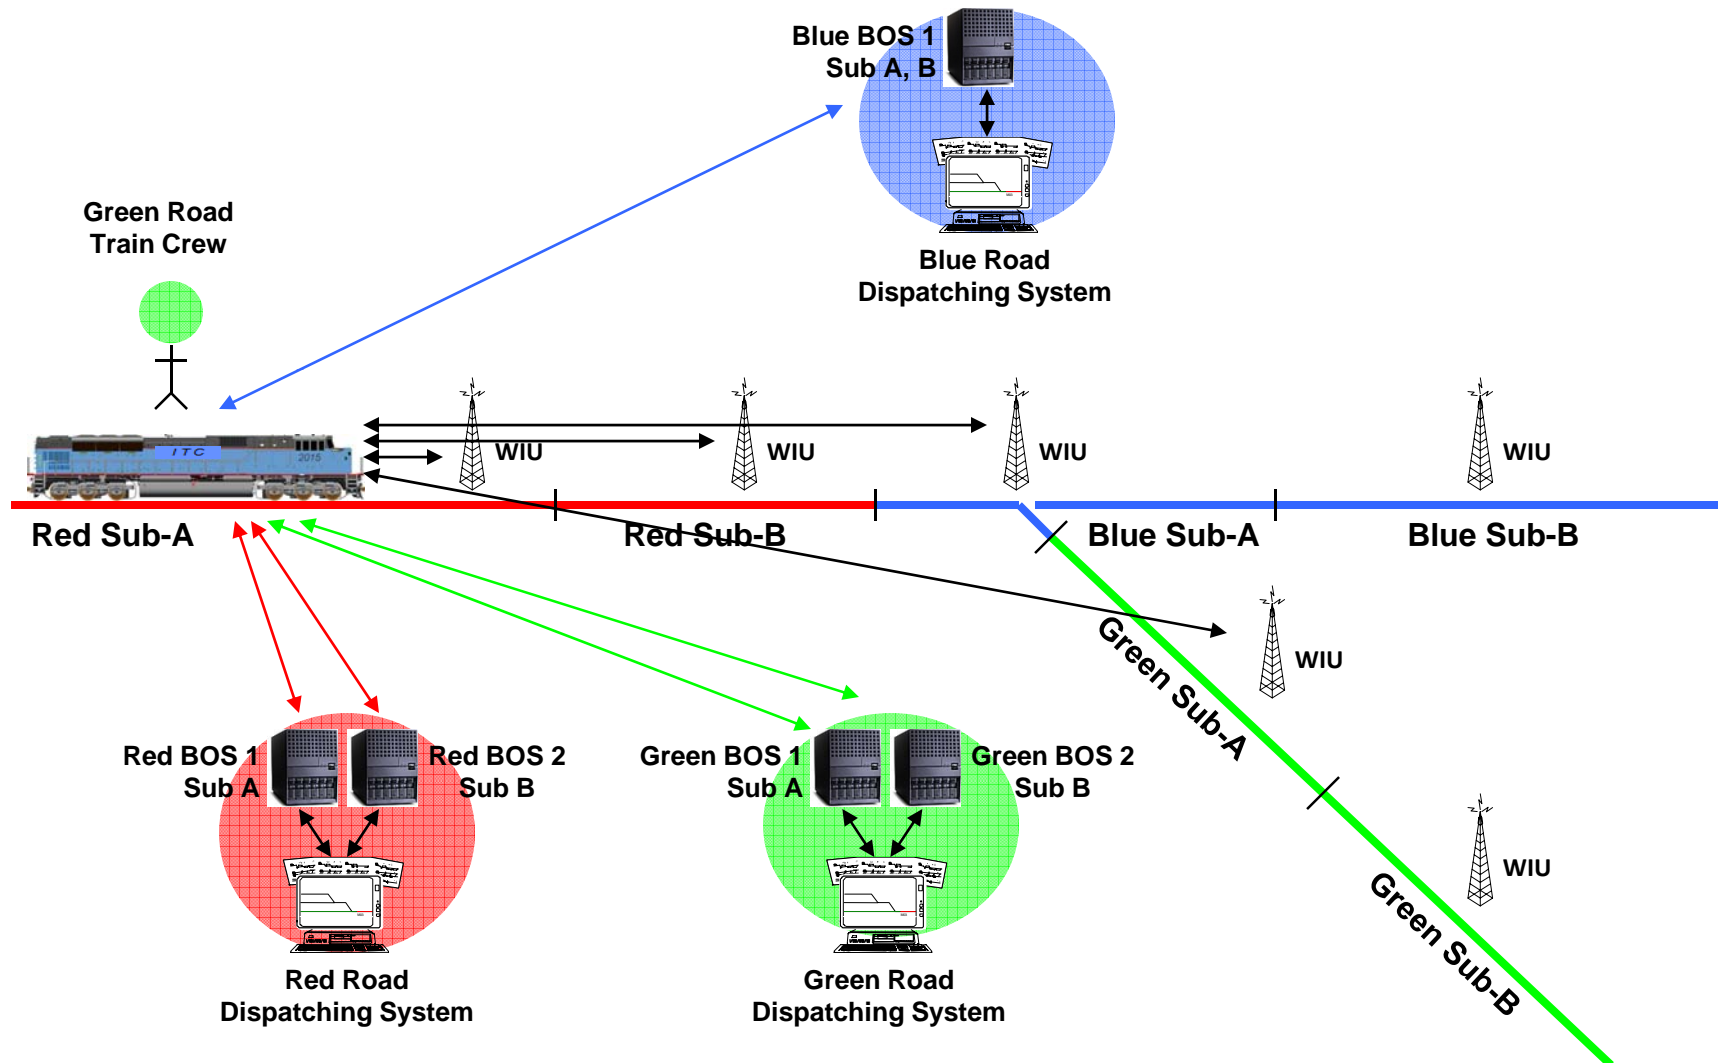 Blue BOS 1
Sub A, B
Green Road
Train Crew
Blue Road
Dispatching System
ITC
2015
WIU
WIU
WIU
WIU
Red Sub-A
Red Sub-B
Blue Sub-A
Blue Sub-B
Green Sub-A
WIU
Red BOS 1
Sub A
Red BOS 2
Sub B
Green BOS 1
Sub A
Green BOS 2
Sub B
WIU
Green Sub-B
Red Road
Dispatching System
Green Road
Dispatching System